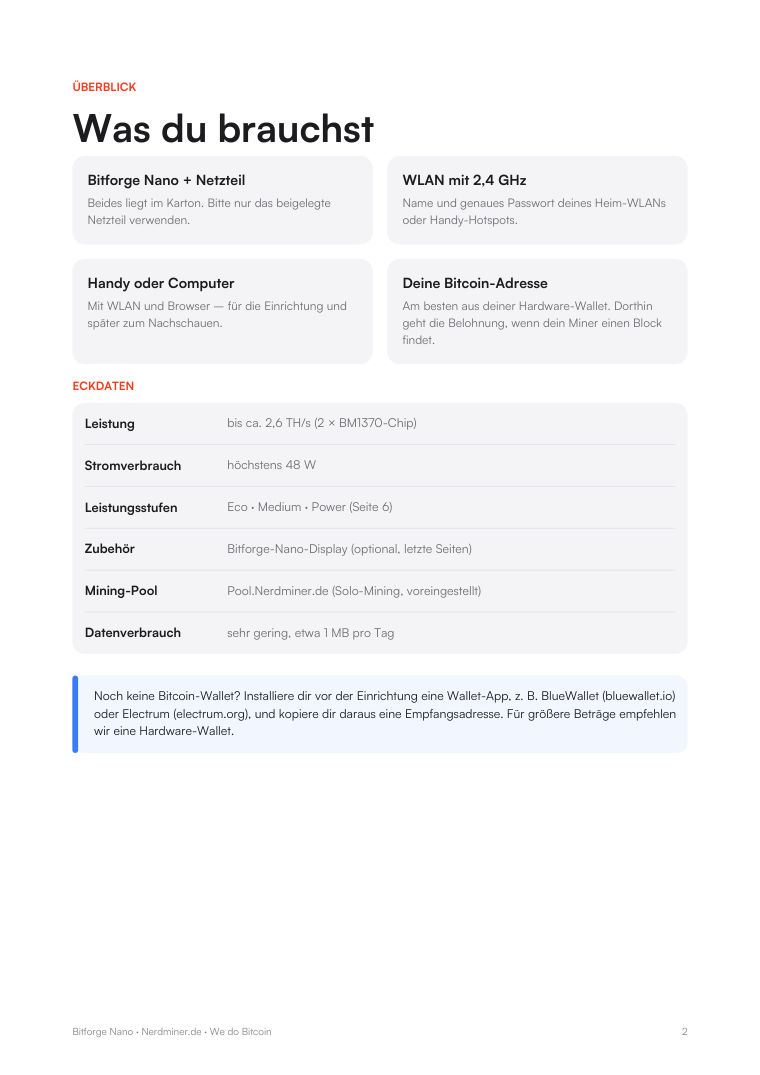 ÜBERBLICK
Was du brauchst
Bitforge Nano + Netzteil
Beides liegt im Karton. Bitte nur das beigelegte
Netzteil verwenden.
WLAN mit 2,4 GHz
Name und genaues Passwort deines Heim-WLANs
oder Handy-Hotspots.
Handy oder Computer
Mit WLAN und Browser — für die Einrichtung und
später zum Nachschauen.
Deine Bitcoin-Adresse
Am besten aus deiner Hardware-Wallet. Dorthin
geht die Belohnung, wenn dein Miner einen Block
findet.
ECKDATEN
Leistung bis ca. 2,6 TH/s (2 × BM1370-Chip)
Stromverbrauch höchstens 48 W
Leistungsstufen Eco · Medium · Power (Seite 6)
Zubehör Bitforge-Nano-Display (optional, letzte Seiten)
Mining-Pool Pool.Nerdminer.de (Solo-Mining, voreingestellt)
Datenverbrauch sehr gering, etwa 1 MB pro Tag
Noch keine Bitcoin-Wallet? Installiere dir vor der Einrichtung eine Wallet-App, z. B. BlueWallet (bluewallet.io)
oder Electrum (electrum.org), und kopiere dir daraus eine Empfangsadresse. Für größere Beträge empfehlen
wir eine Hardware-Wallet.
Bitforge Nano · Nerdminer.de · We do Bitcoin 2